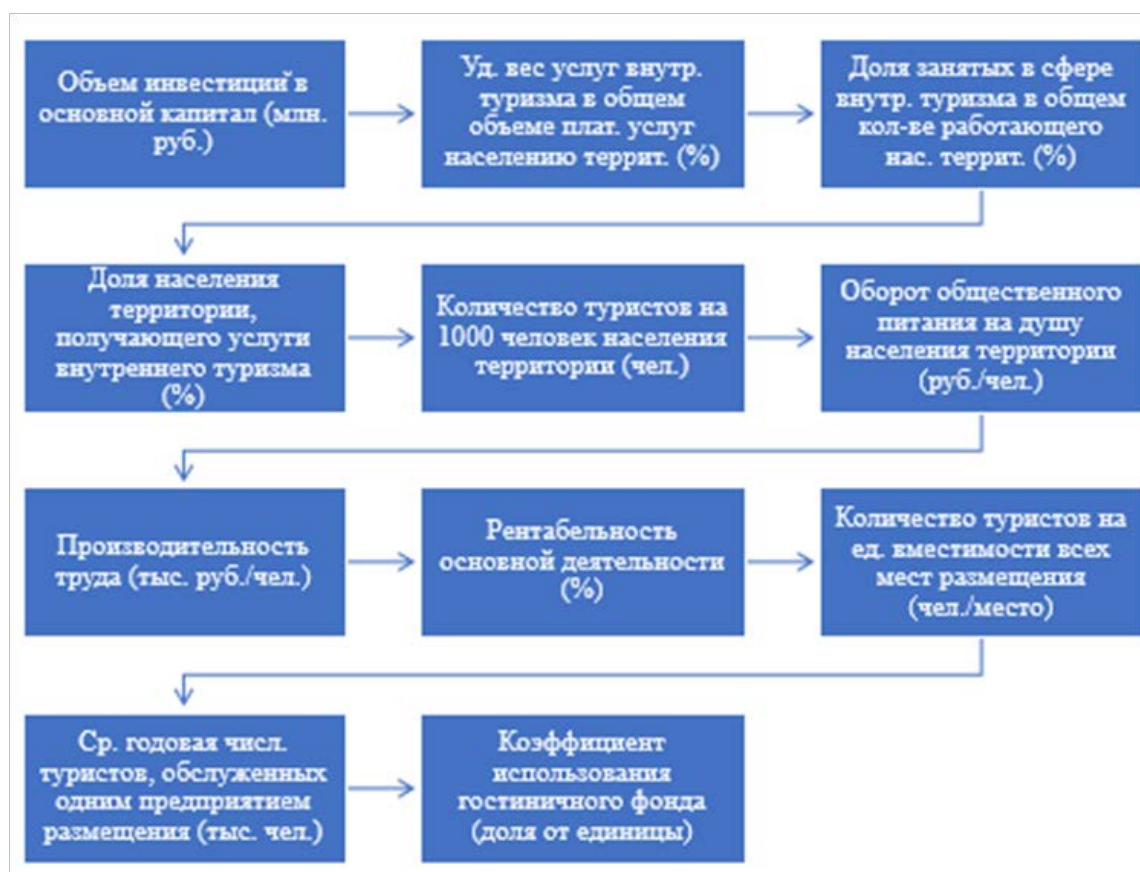 Объем инвестиций в
основной капитал (млн.
руб.)
Уд. вес услуг внутр.
туризма в общем
объеме плат. услуг
населению террит. (%)
Доля занятых в сфере
внутр. туризма в общем
кол-ве работающего
нас. террит. (%)
Доля населения
территории,
получающего услуги
внутреннего туризма
(%)
Количество туристов на
1000 человек населения
территории (чел.)
Оборот общественного
питания на душу
населения территории
(руб./чел.)
Производительность
труда (тыс. руб./чел.)
Рентабельность
основной деятельности
(%)
Количество туристов на
ед. вместимости всех
мест размещения
(чел./место)
Ср. годовая числ.
туристов, обслуженных
одним предприятием
размещения (тыс. чел.)
Коэффициент
использования
гостиничного фонда
(доля от единицы)